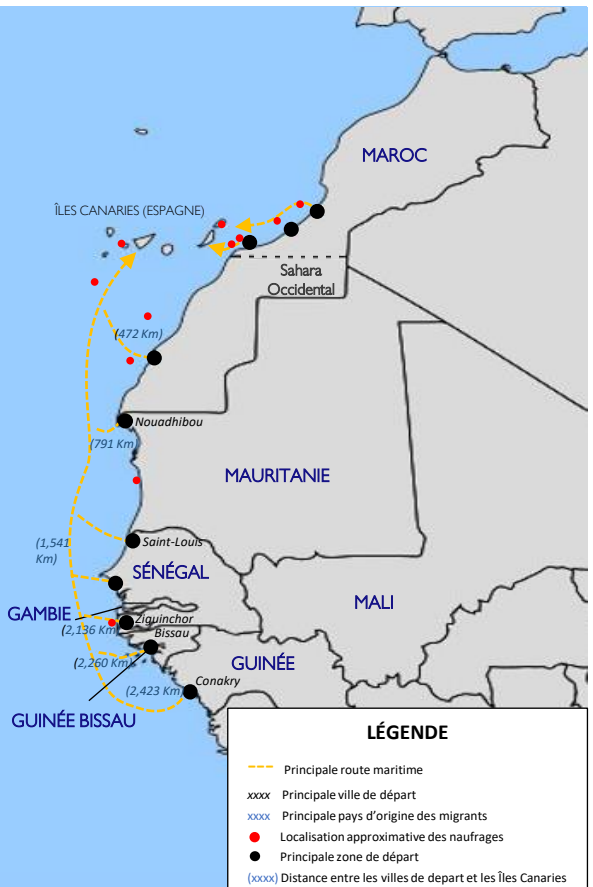 MAROC
ÎLES CANARIES (ESPAGNE)
Sahara
Occidental
(472 Km)
Nouadhibou
(791 Km)
MAURITANIE
(1,541
Km)
Saint-Louis
SÉNÉGAL
MALI
GAMBIE
Ziguinchor
(2,136 Km)
Bissau
(2,260 Km)
GUINÉE
Conakry
(2,423 Km)
GUINÉE BISSAU
LÉGENDE
Principale route maritime
xxxx Principale ville de départ
xxxx Principale pays d'origine des migrants
Localisation approximative des naufrages
Principale zone de départ
(xxxx) Distance entre les villes de depart et les Îles Canaries